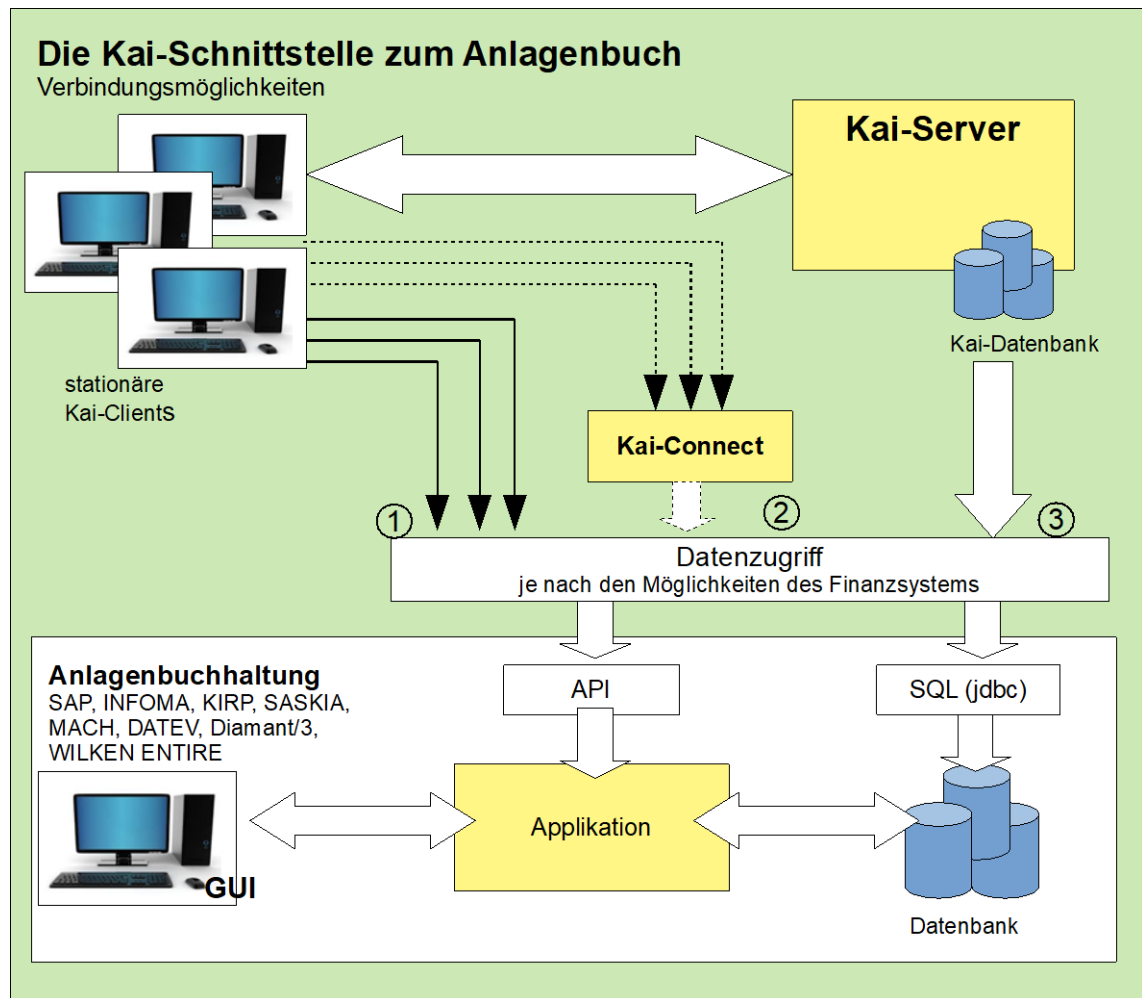 Die Kai-Schnittstelle zum Anlagenbuch
Verbindungsmöglichkeiten
Kai-Server
Kai-Datenbank
stationäre
Kai-Clients
Kai-Connect
1
2
3
Datenzugriff
je nach den Möglichkeiten des Finanzsystems
Anlagenbuchhaltung
SAP, INFOMA, KIRP, SASKIA,
MACH, DATEV, Diamant/3,
WILKEN ENTIRE
API
SQL (jdbc)
GUI
Applikation
Datenbank